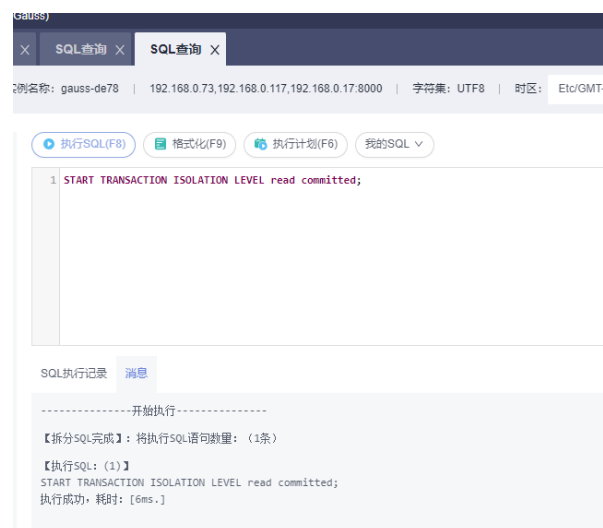 Gauss)
SQL查询 SQL查询
例名称: gauss-de78 | 192.168.0.73,192.168.0.117,192.168.0.17:8000 | 字符集: UTF8 | 时区: Etc/GMT-
执行SQL(F8) 格式化(F9) 执行计划(F6) 我的SQL
1 START TRANSACTION ISOLATION LEVEL read committed;
SQL执行记录 消息
---------------开始执行---------------
【拆分SQL完成】: 将执行SQL语句数量: (1条)
【执行SQL: (1)】
START TRANSACTION ISOLATION LEVEL read committed;
执行成功, 耗时: [6ms.]